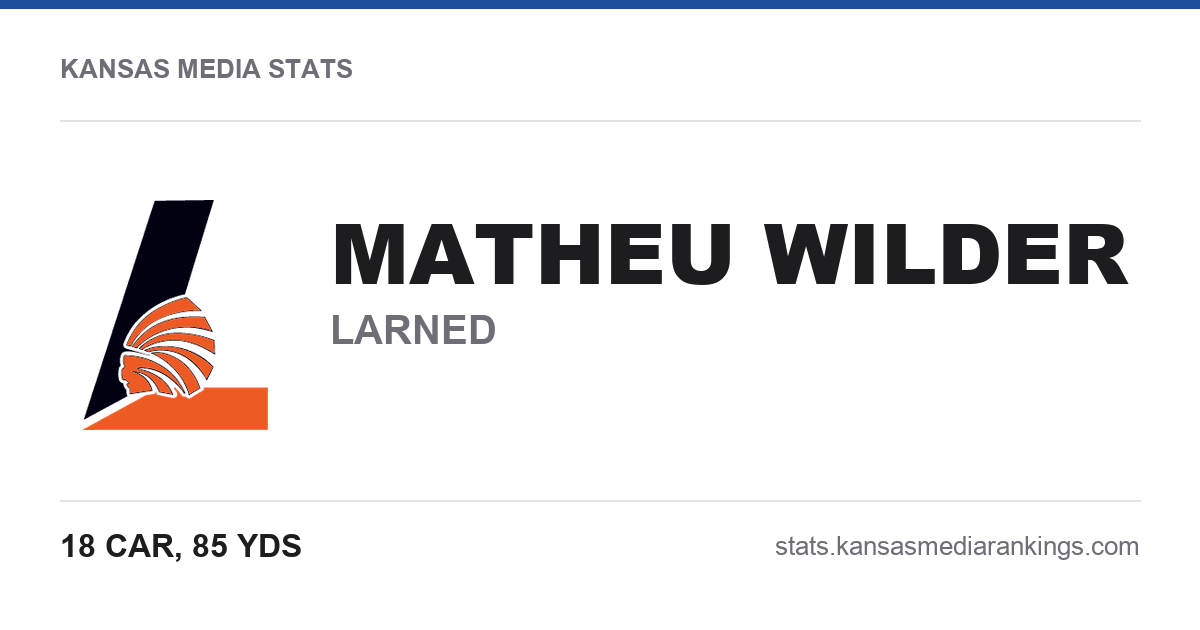 KANSAS MEDIA STATS
MATHEU WILDER
LARNED
18 CAR, 85 YDS
stats.kansasmediarankings.com